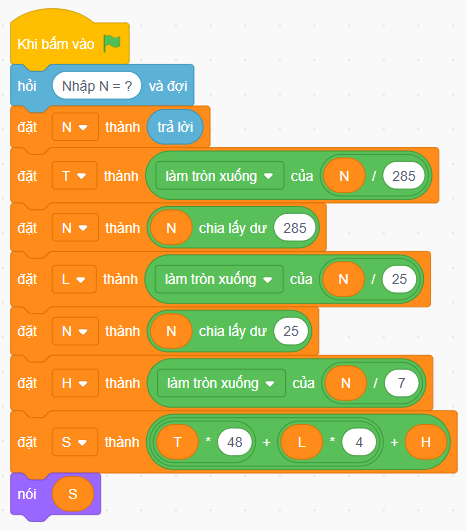 Khi bấm vào
hỏi Nhập N = ? và đợi
đặt N thành trả lời
đặt T thành làm tròn xuống của N / 285
đặt N thành N chia lấy dư 285
đặt L thành làm tròn xuống của N / 25
đặt N thành N chia lấy dư 25
đặt H thành làm tròn xuống của N / 7
đặt S thành T * 48 + L * 4 + H
nói S